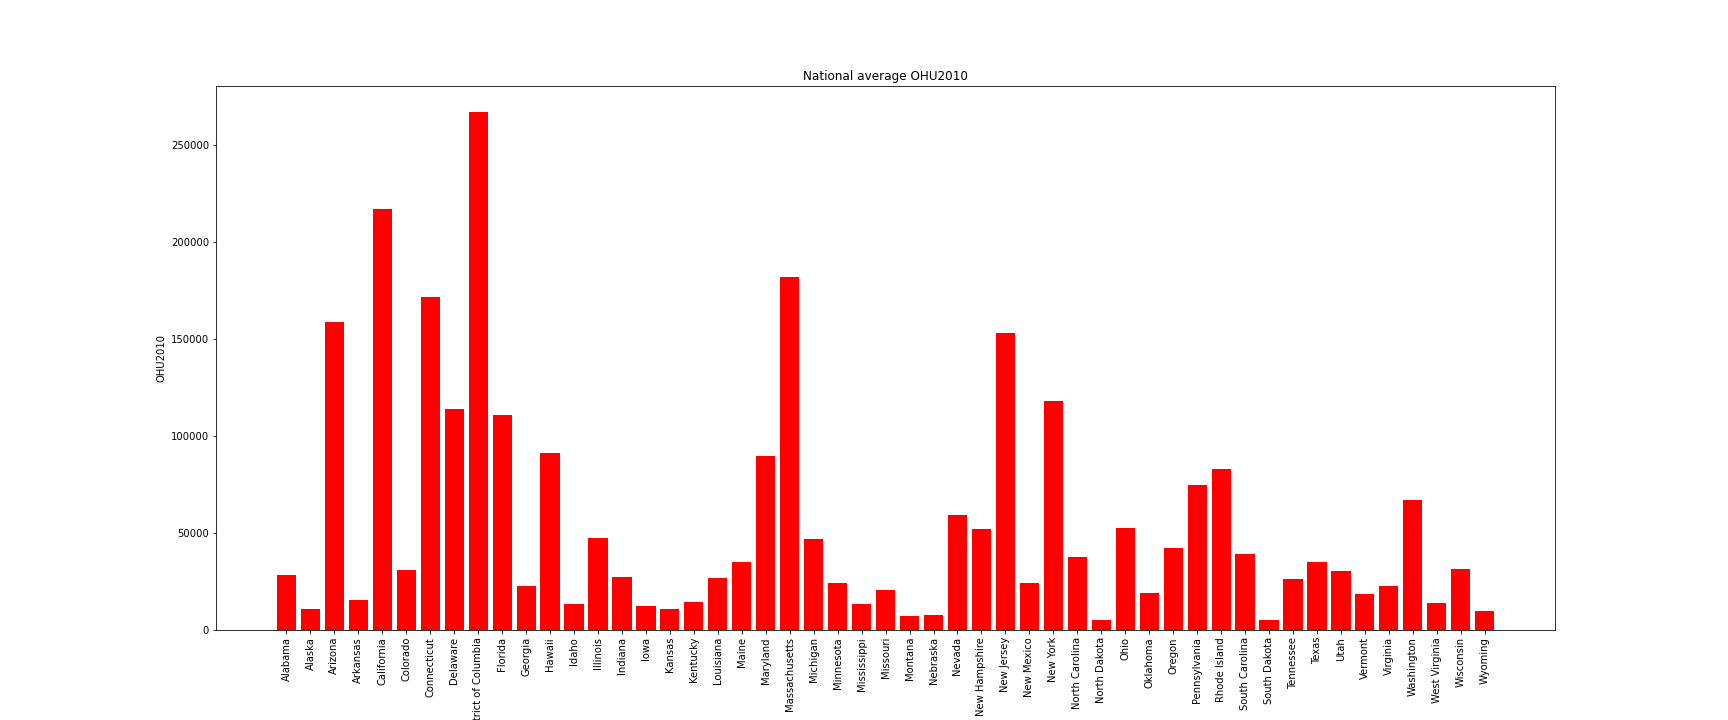 National average OHU2010
OHU2010
250000
200000
150000
100000
50000
0
Alabama
Alaska
Arizona
Arkansas
California
Colorado
Connecticut
Delaware
trict of Columbia
Florida
Georgia
Hawaii
Idaho
Illinois
Indiana
Iowa
Kansas
Kentucky
Louisiana
Maine
Maryland
Massachusetts
Michigan
Minnesota
Mississippi
Missouri
Montana
Nebraska
Nevada
New Hampshire
New Jersey
New Mexico
New York
North Carolina
North Dakota
Ohio
Oklahoma
Oregon
Pennsylvania
Rhode Island
South Carolina
South Dakota
Tennessee
Texas
Utah
Vermont
Virginia
Washington
West Virginia
Wisconsin
Wyoming